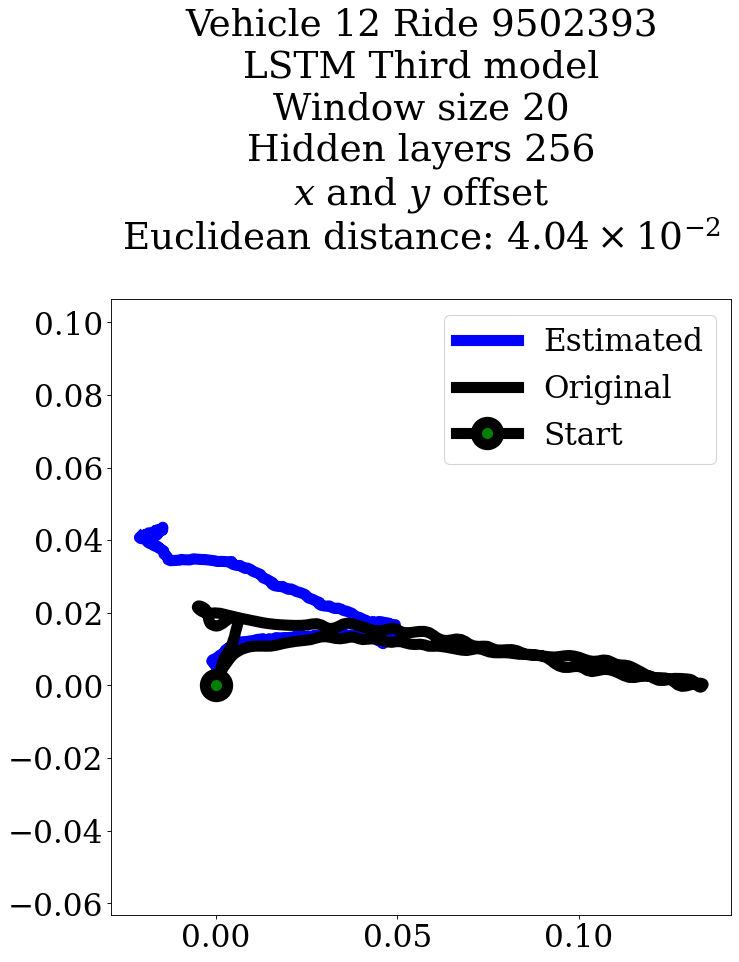 Vehicle 12 Ride 9502393
LSTM Third model
Window size 20
Hidden layers 256
x and y offset
Euclidean distance: 4.04 × 10⁻²
Estimated
Original
Start
0.10
0.08
0.06
0.04
0.02
0.00
−0.02
−0.04
−0.06
0.00 0.05 0.10